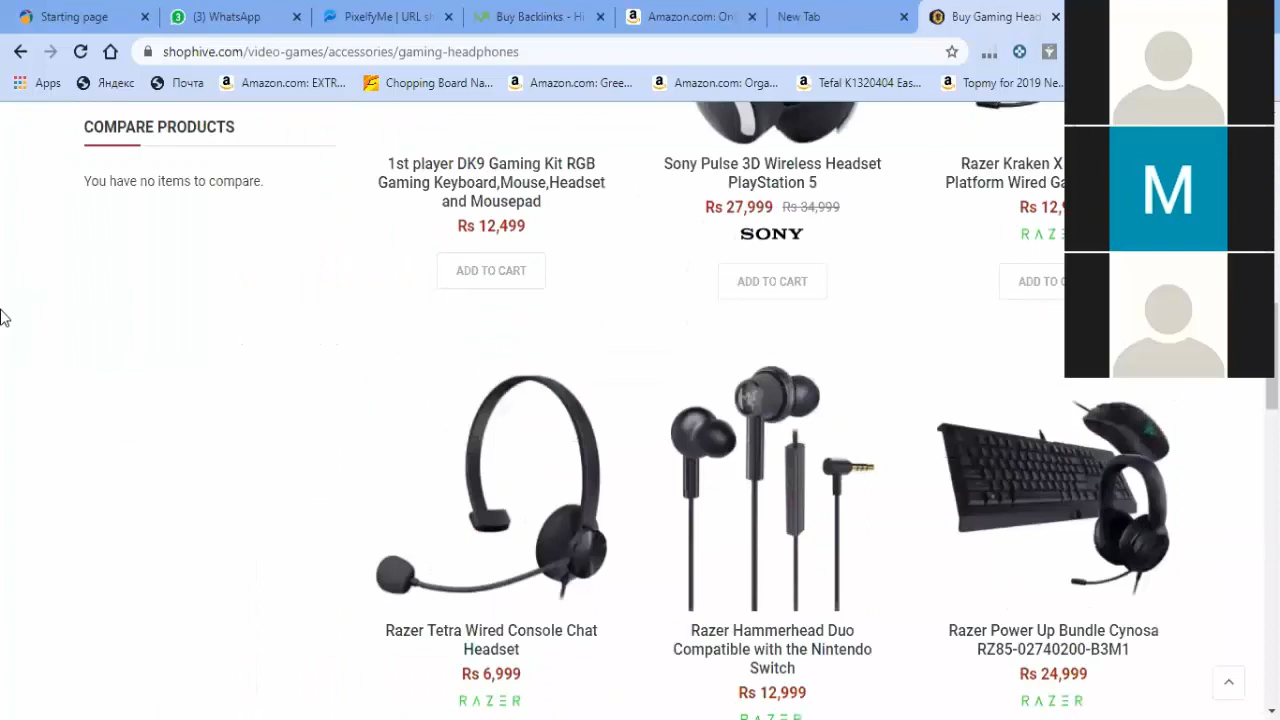 Starting page
(3) WhatsApp
PixelfyMe | Short url
Buy Backlinks - Hi
Amazon.com: On
New Tab
Buy Gaming Head
shophive.com/video-games/accessories/gaming-headphones
Apps
Яндекс
Почта
Amazon.com: EXTR...
Chopping Board Na...
Amazon.com: Gree...
Amazon.com: Orga...
Tefal K1320404 Eas...
Topmy for 2019 Ne...
COMPARE PRODUCTS
You have no items to compare.
1st player DK9 Gaming Kit RGB
Gaming Keyboard,Mouse,Headset
and Mousepad
Rs 12,499
ADD TO CART
Sony Pulse 3D Wireless Headset
PlayStation 5
Rs 27,999 Rs 34,999
SONY
ADD TO CART
Razer Kraken X
Platform Wired Ga
Rs 12,9
RAZE
ADD TO C
M
Razer Tetra Wired Console Chat
Headset
Rs 6,999
RAZER
Razer Hammerhead Duo
Compatible with the Nintendo
Switch
Rs 12,999
RAZER
Razer Power Up Bundle Cynosa
RZ85-02740200-B3M1
Rs 24,999
RAZER